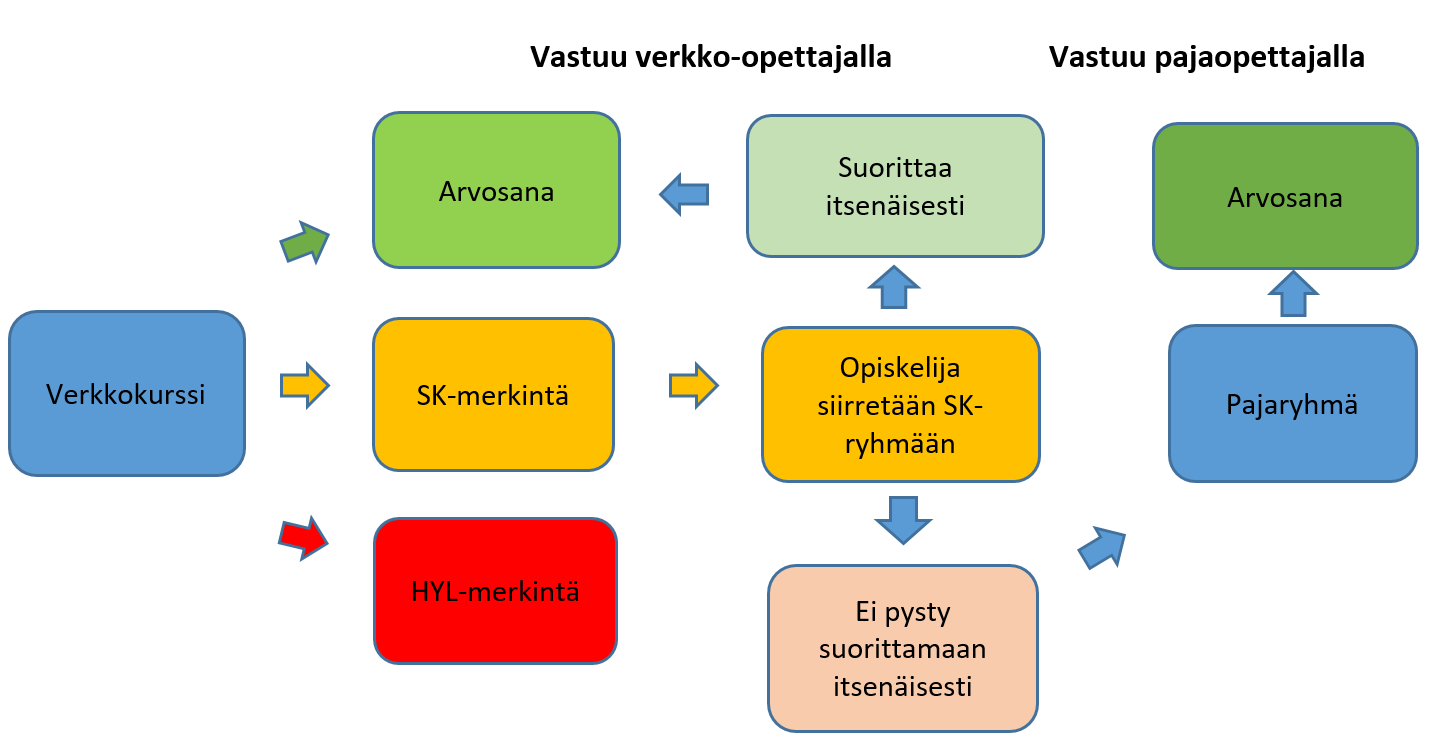 Vastuu verkko-opettajalla
Vastuu pajaopettajalla
Arvosana
Suorittaa
itsenäisesti
Arvosana
Verkkokurssi
SK-merkintä
Opiskelija
siirretään SK-
ryhmään
Pajaryhmä
HYL-merkintä
Ei pysty
suorittamaan
itsenäisesti